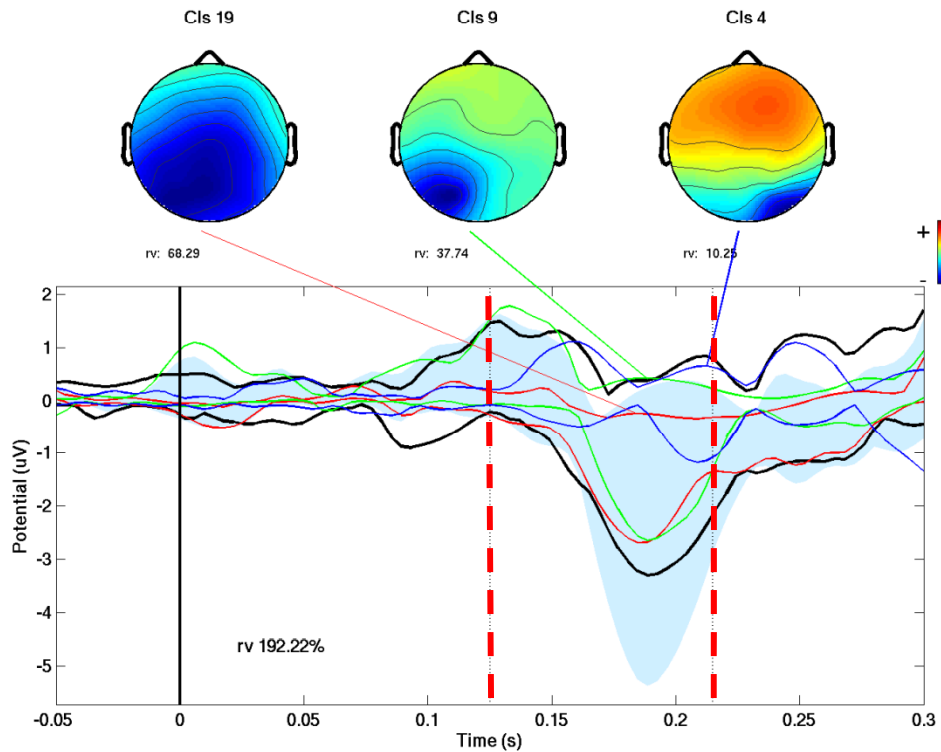 Cls 19
Cls 9
Cls 4
rv: 68.29
rv: 37.74
rv: 10.25
+
-
Potential (uV)
2
1
0
-1
-2
-3
-4
-5
rv 192.22%
-0.05
0
0.05
0.1
0.15
0.2
0.25
0.3
Time (s)